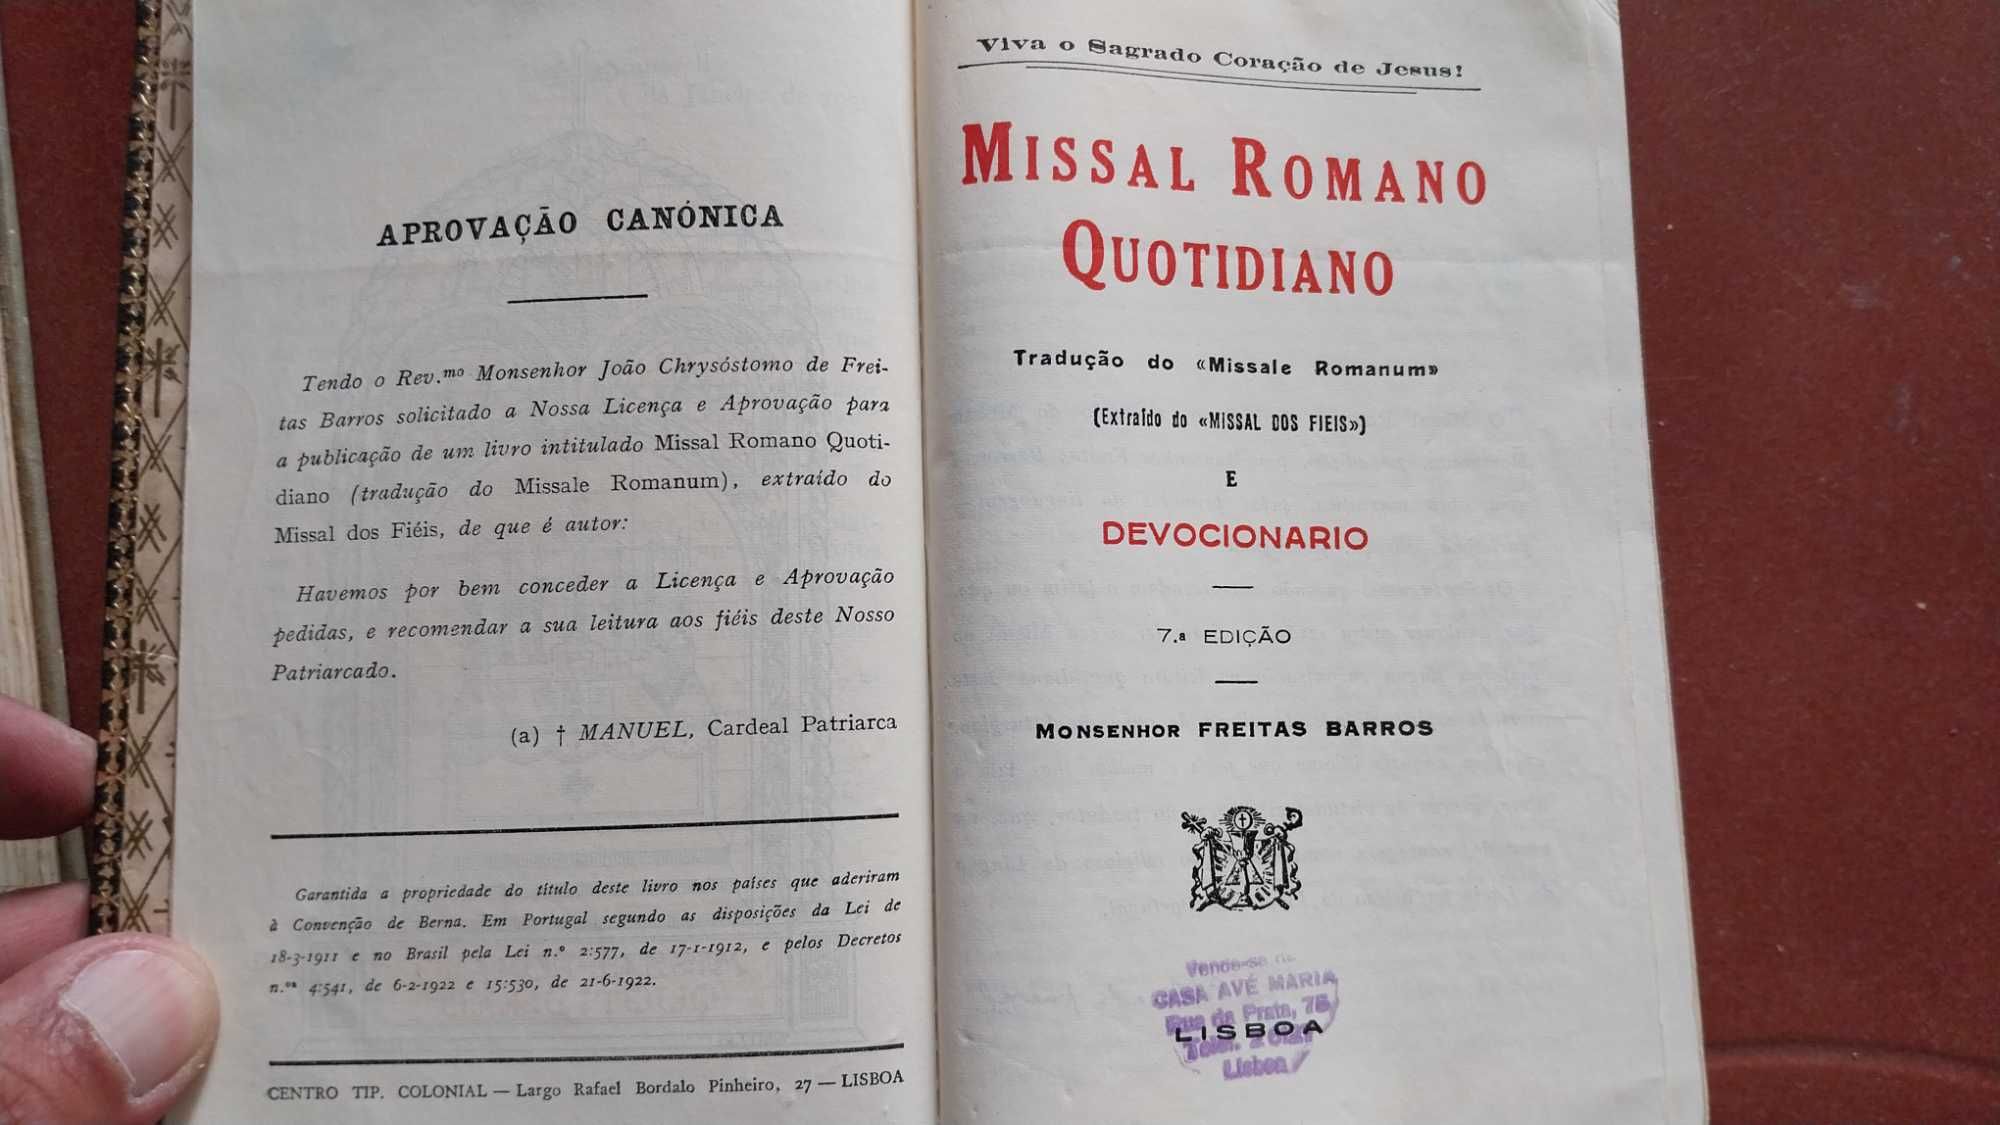 APROVAÇÃO CANÓNICA
Tendo o Rev.mo Monsenhor João Chrysóstomo de Frei-
tas Barros solicitado a Nossa Licença e Aprovação para
a publicação de um livro intitulado Missal Romano Quoti-
diano (tradução do Missale Romanum), extraído do
Missal dos Fiéis, de que é autor:
Havemos por bem conceder a Licença e Aprovação
pedidas, e recomendar a sua leitura aos fiéis deste Nosso
Patriarcado.
(a) † MANUEL, Cardeal Patriarca
Garantida a propriedade do título deste livro nos países que aderiram
à Convenção de Berna. Em Portugal segundo as disposições da Lei de
18-3-1911 e no Brasil pela Lei n.º 2:577, de 17-1-1912, e pelos Decretos
n.os 4:541, de 6-2-1922 e 15:530, de 21-6-1922.
CENTRO TIP. COLONIAL — Largo Rafael Bordalo Pinheiro, 27 — LISBOA
Viva o Sagrado Coração de Jesus!
MISSAL ROMANO
QUOTIDIANO
Tradução do «Missale Romanum»
(Extraído do «MISSAL DOS FIEIS»)
E
DEVOCIONARIO
7.ª EDIÇÃO
MONSENHOR FREITAS BARROS
Vende-se na
CASA AVÉ MARIA
Rua da Prata, 75
LISBOA
Lisboa